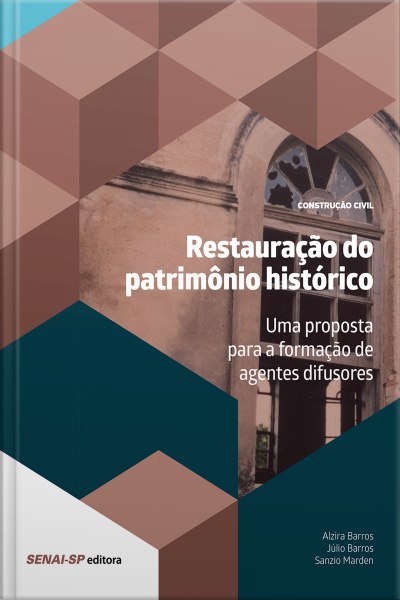 CONSTRUÇÃO CIVIL
Restauração do
patrimônio histórico
Uma proposta
para a formação de
agentes difusores
Alzira Barros
Júlio Barros
Sanzio Marden
SENAI-SP editora